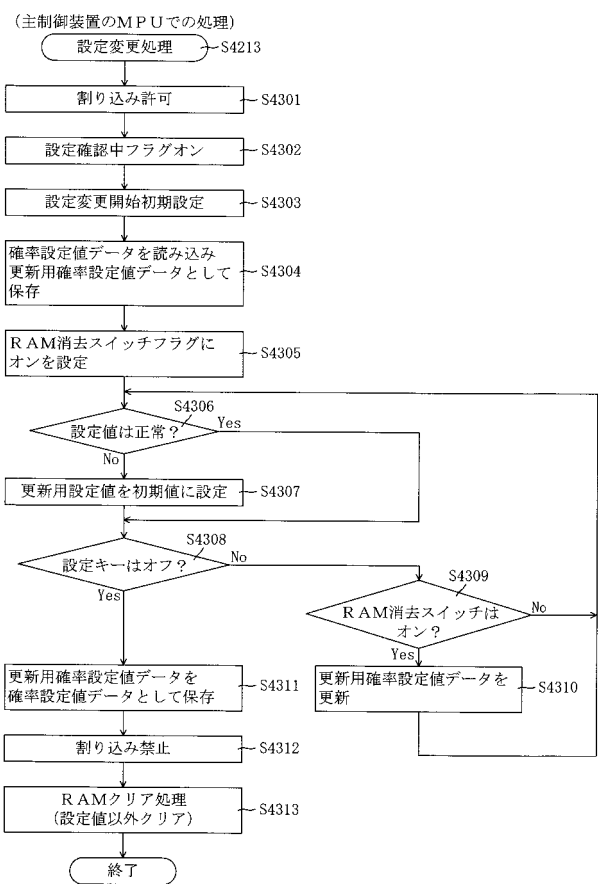 (主制御装置のMPUでの処理)
設定変更処理
S4213
割り込み許可
S4301
設定確認中フラグオン
S4302
設定変更開始初期設定
S4303
確率設定値データを読み込み
更新用確率設定値データとして
保存
S4304
RAM消去スイッチフラグに
オンを設定
S4305
S4306
設定値は正常?
Yes
No
更新用設定値を初期値に設定
S4307
S4308
設定キーはオフ?
No
Yes
S4309
RAM消去スイッチは
オン?
No
Yes
更新用確率設定値データを
更新
S4310
更新用確率設定値データを
確率設定値データとして保存
S4311
割り込み禁止
S4312
RAMクリア処理
(設定値以外クリア)
S4313
終了